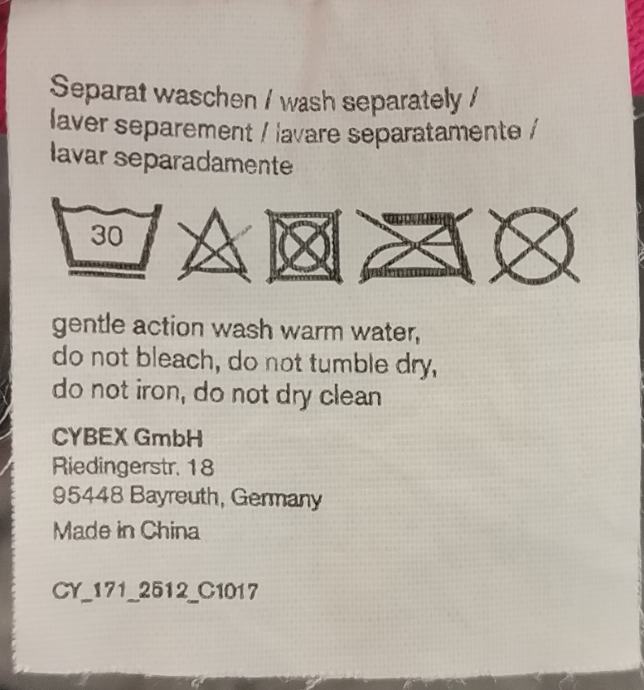 Separat waschen / wash separately /
laver separement / lavare separatamente /
lavar separadamente
30
gentle action wash warm water,
do not bleach, do not tumble dry,
do not iron, do not dry clean
CYBEX GmbH
Riedingerstr. 18
95448 Bayreuth, Germany
Made in China
CY_171_2512_C1017